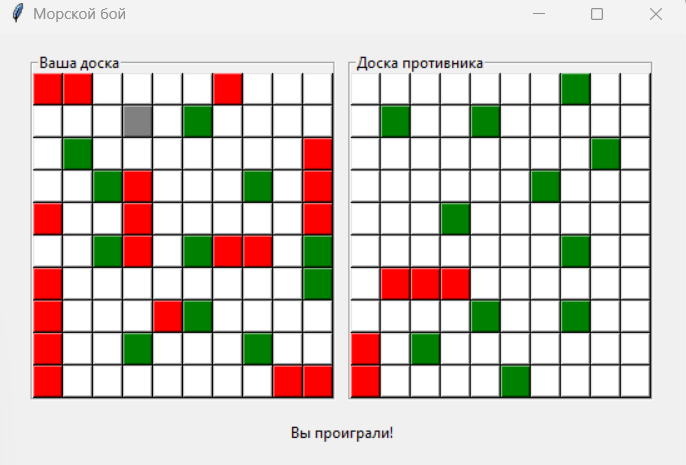 Морской бой
Ваша доска
Доска противника
Вы проиграли!